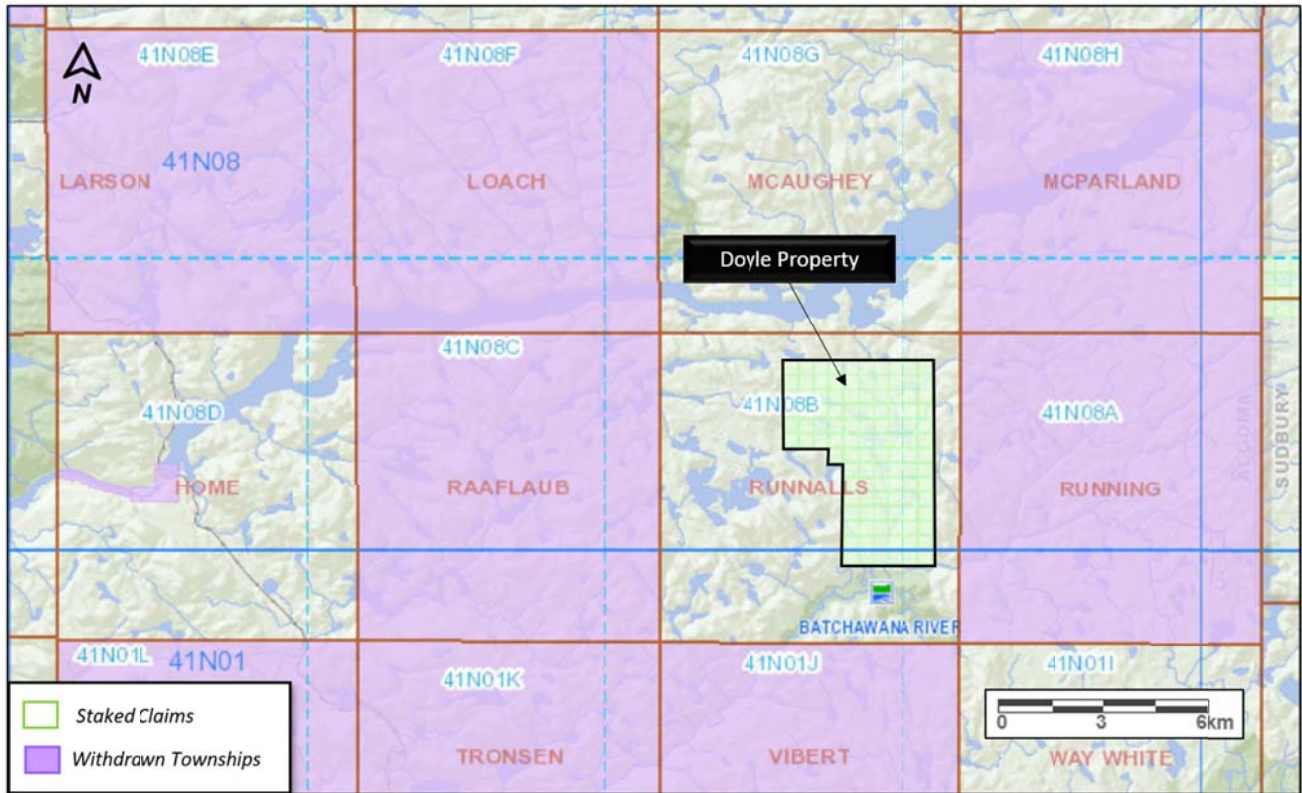 41N08E
41N08F
41N08G
41N08H
N
41N08
LARSON
LOACH
MCAUGHEY
MCPARLAND
Doyle Property
41N08C
41N08D
41N08B
41N08A
SUDBURY
HOME
RAAFLAUB
RUNNALLS
RUNNING
BATCHAWANA RIVER
41N01L
41N01
41N01K
41N01J
41N01I
Staked Claims
Withdrawn Townships
0 3 6km
TRONSEN
VIBERT
WAY WHITE